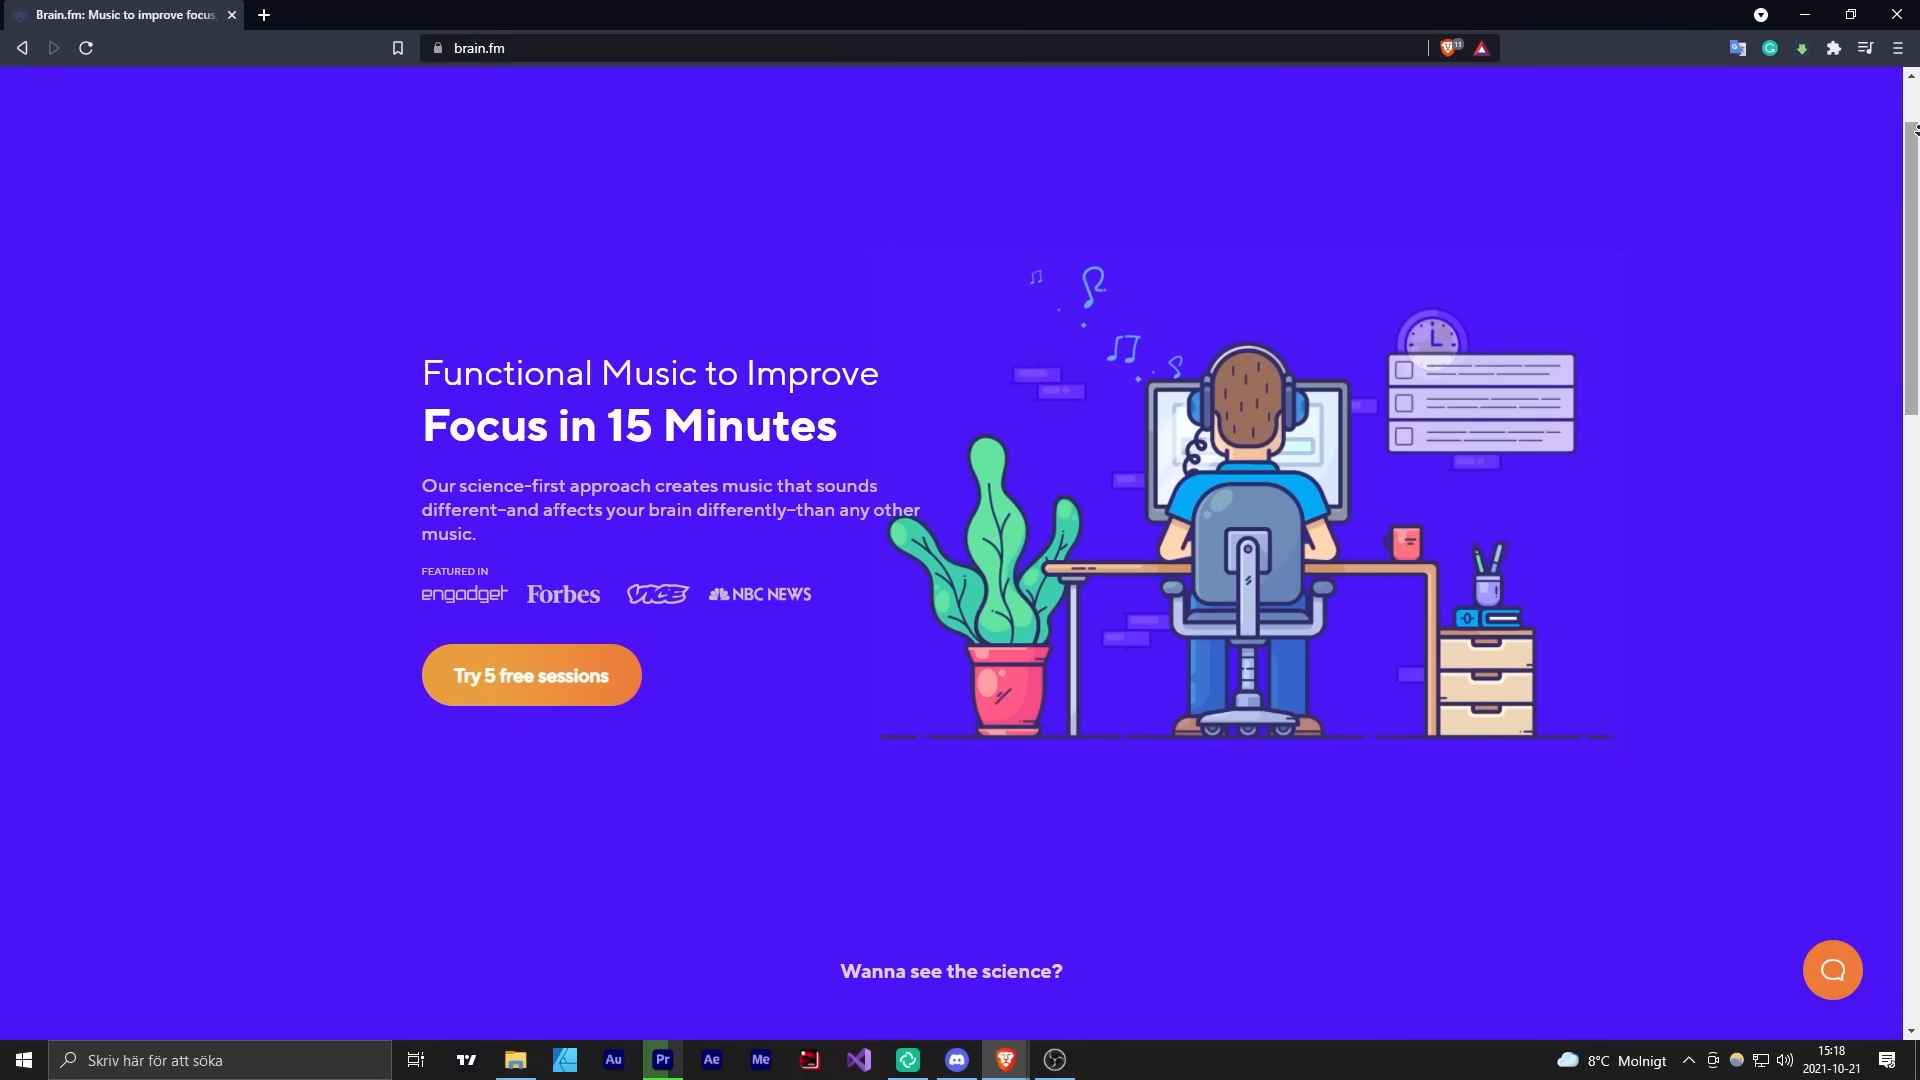 Brain.fm: Music to improve focus,
brain.fm
11
Functional Music to Improve
Focus in 15 Minutes
Our science-first approach creates music that sounds
different–and affects your brain differently–than any other
music.
FEATURED IN
engadget Forbes VICE NBC NEWS
Try 5 free sessions
Wanna see the science?
Skriv här för att söka
Au Pr Ae Me
8°C Molnigt
15:18
2021-10-21